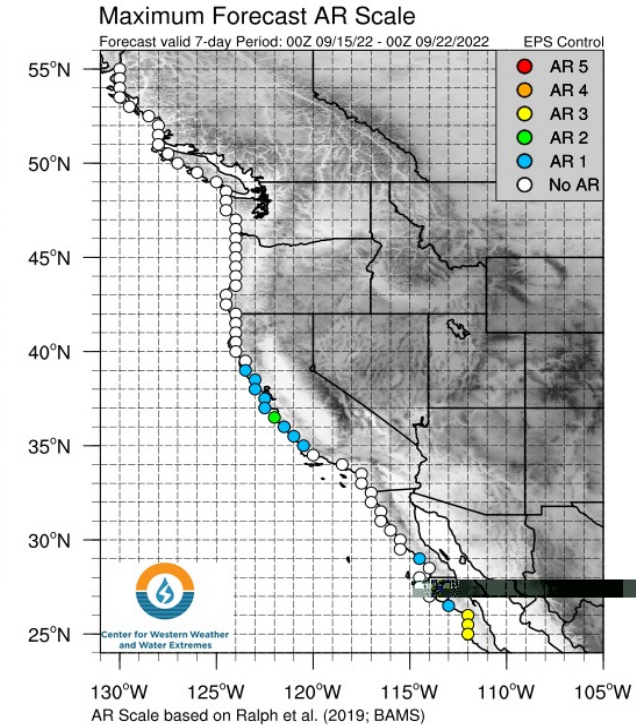 Maximum Forecast AR Scale
Forecast valid 7-day Period: 00Z 09/15/22 - 00Z 09/22/2022 EPS Control
AR 5
AR 4
AR 3
AR 2
AR 1
No AR
55°N
50°N
45°N
40°N
35°N
30°N
25°N
Center for Western Weather
and Water Extremes
130°W 125°W 120°W 115°W 110°W 105°W
AR Scale based on Ralph et al. (2019; BAMS)